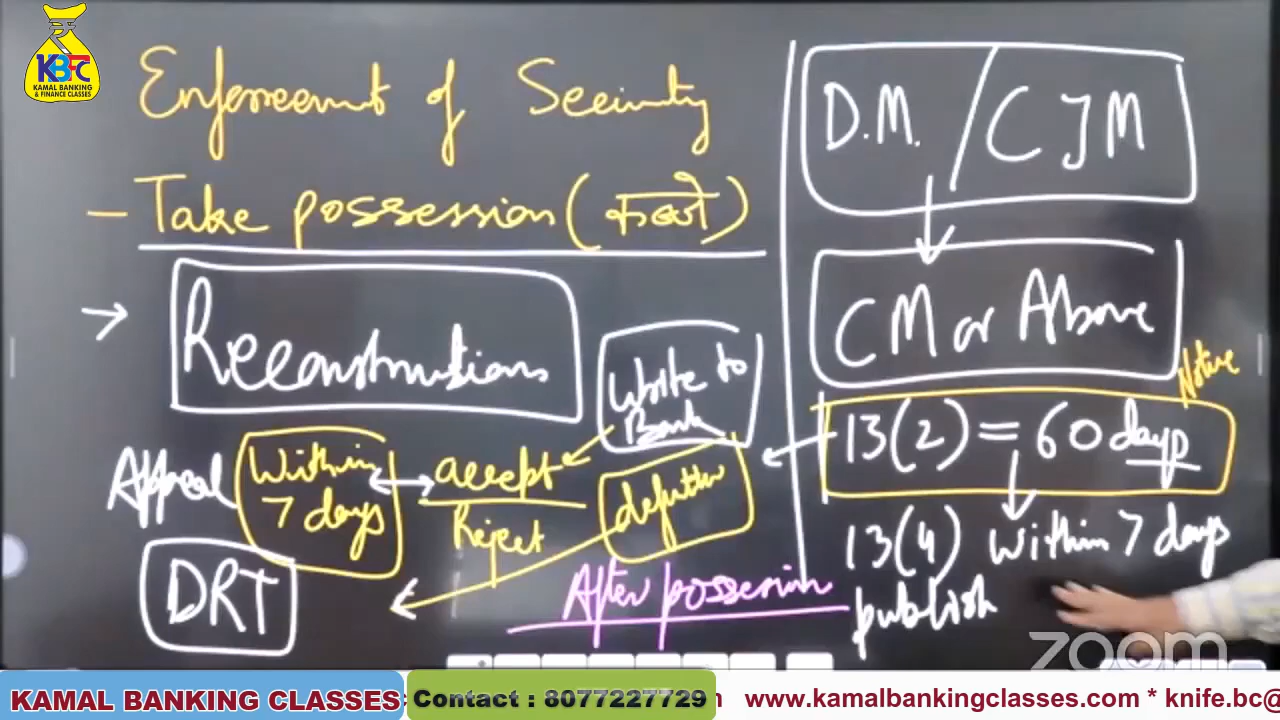 KBFC
KAMAL BANKING
& FINANCE CLASSES
Enforcement of Security
- Take possession (कब्जा)
→ Reconstructions
Write to Bank
accept
Reject
Appeal
Within
7 days
DRT
After possession
D.M. / CJM
CM or Above
Notice
13(2) = 60 days
13(4) Within 7 days
publish
zoom
KAMAL BANKING CLASSES
Contact : 8077227729
www.kamalbankingclasses.com * knife.bc@